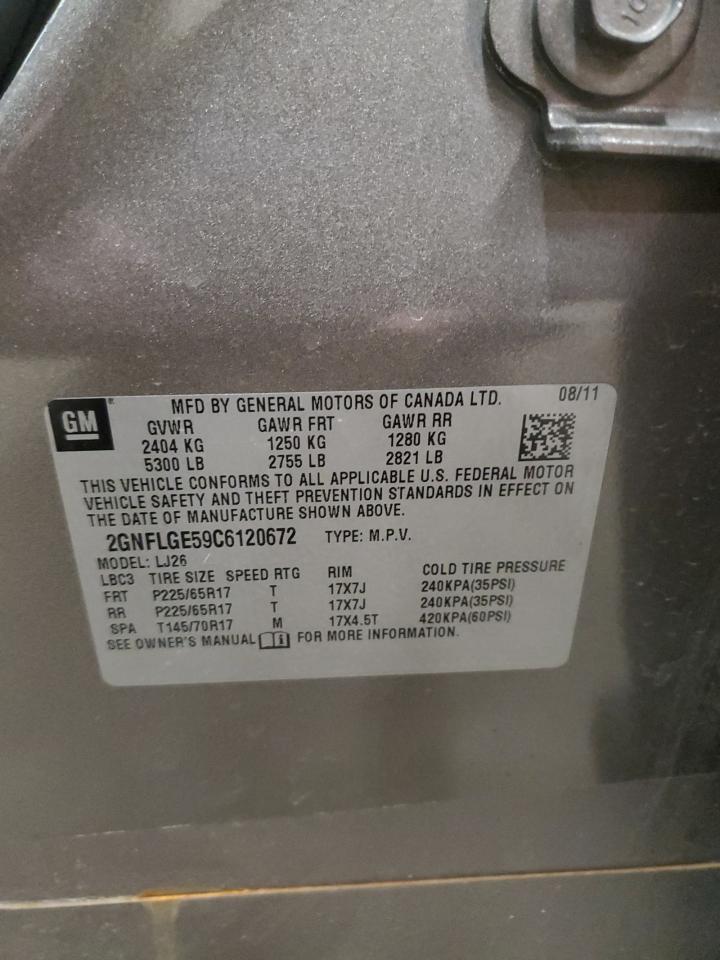 10
GM ® MFD BY GENERAL MOTORS OF CANADA LTD. 08/11
GVWR GAWR FRT GAWR RR
2404 KG 1250 KG 1280 KG
5300 LB 2755 LB 2821 LB
THIS VEHICLE CONFORMS TO ALL APPLICABLE U.S. FEDERAL MOTOR
VEHICLE SAFETY AND THEFT PREVENTION STANDARDS IN EFFECT ON
THE DATE OF MANUFACTURE SHOWN ABOVE.
2GNFLGE59C6120672 TYPE: M.P.V.
MODEL: LJ26
LBC3 TIRE SIZE SPEED RTG RIM COLD TIRE PRESSURE
FRT P225/65R17 T 17X7J 240KPA(35PSI)
RR P225/65R17 T 17X7J 240KPA(35PSI)
SPA T145/70R17 M 17X4.5T 420KPA(60PSI)
SEE OWNER'S MANUAL FOR MORE INFORMATION.